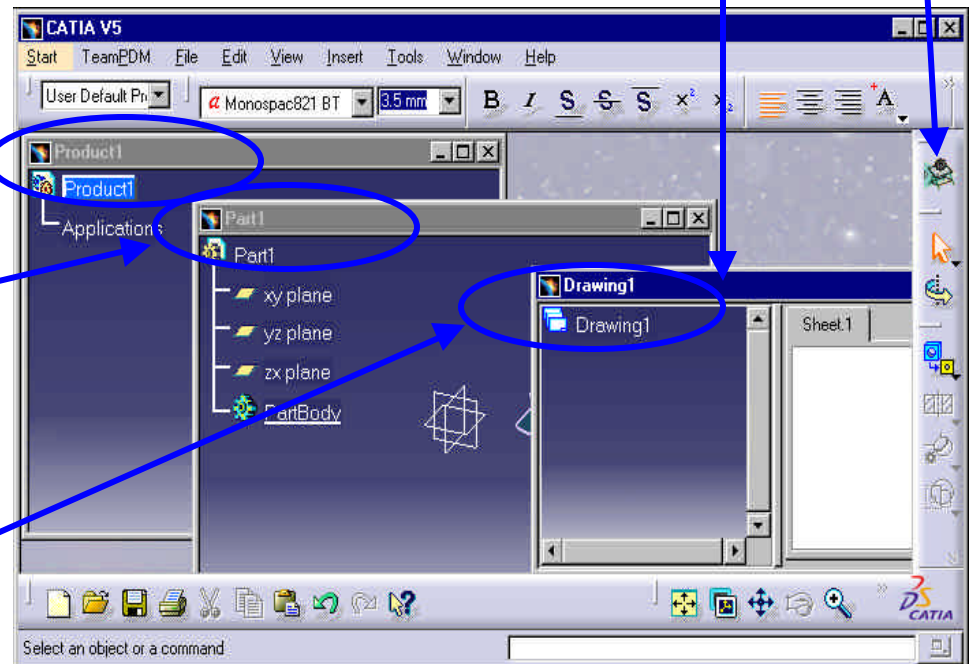 CATIA V5
Start TeamPDM File Edit View Insert Tools Window Help
User Default Pr
Monospac821 BT 3.5 mm B I S S S x² x₂ A
Product1
Product1
Applications
Part1
Part1
xy plane
yz plane
zx plane
PartBody
Drawing1
Drawing1
Sheet.1
CATIA
Select an object or a command